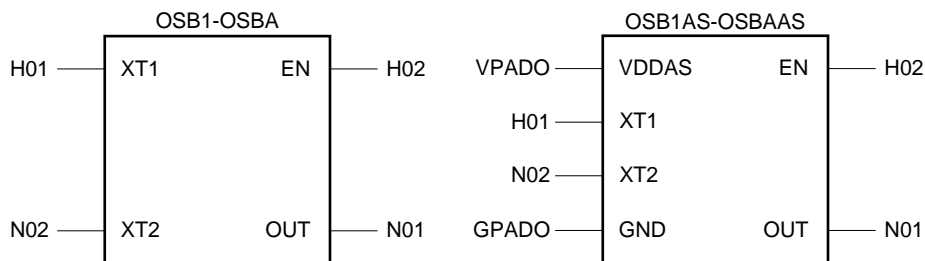 OSB1-OSBA
H01 XT1 EN H02
N02 XT2 OUT N01
OSB1AS-OSBAAS
VPADO VDDAS EN H02
H01 XT1
N02 XT2
GPADO GND OUT N01